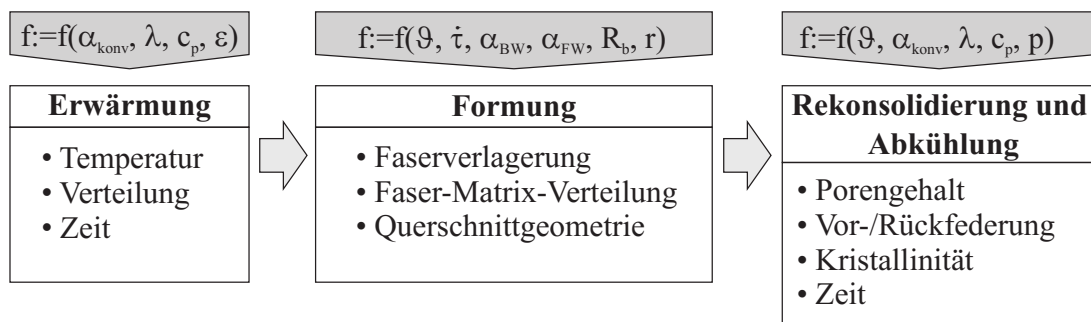 f:=f(α_konv, λ, c_p, ε)
Erwärmung
• Temperatur
• Verteilung
• Zeit
f:=f(ϑ, τ̇, α_BW, α_FW, R_b, r)
Formung
• Faserverlagerung
• Faser-Matrix-Verteilung
• Querschnittgeometrie
f:=f(ϑ, α_konv, λ, c_p, p)
Rekonsolidierung und
Abkühlung
• Porengehalt
• Vor-/Rückfederung
• Kristallinität
• Zeit